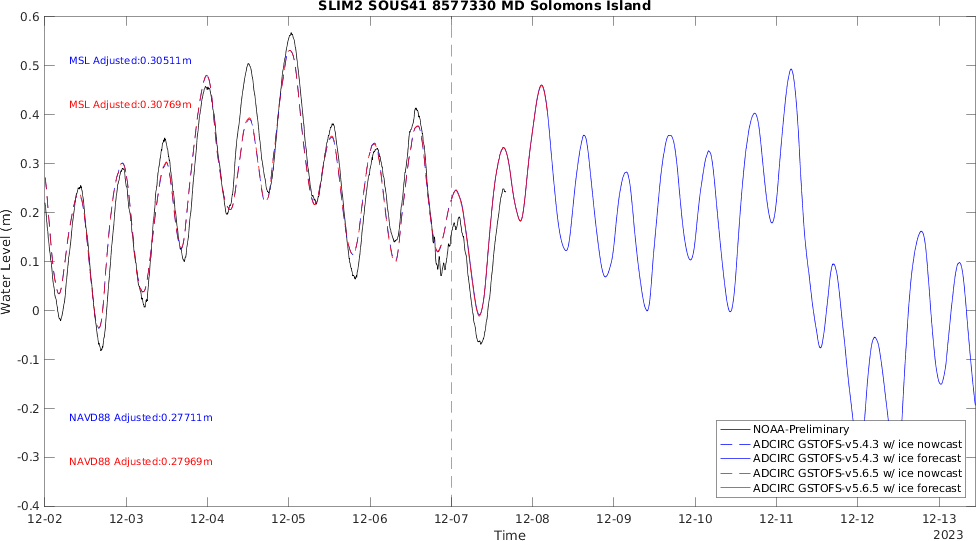 SLIM2 SOUS41 8577330 MD Solomons Island
0.6
0.5
0.4
0.3
0.2
0.1
0
-0.1
-0.2
-0.3
-0.4
Water Level (m)
MSL Adjusted:0.30511m
MSL Adjusted:0.30769m
NAVD88 Adjusted:0.27711m
NAVD88 Adjusted:0.27969m
NOAA-Preliminary
ADCIRC GSTOFS-v5.4.3 w/ ice nowcast
ADCIRC GSTOFS-v5.4.3 w/ ice forecast
ADCIRC GSTOFS-v5.6.5 w/ ice nowcast
ADCIRC GSTOFS-v5.6.5 w/ ice forecast
12-02 12-03 12-04 12-05 12-06 12-07 12-08 12-09 12-10 12-11 12-12 12-13
2023
Time